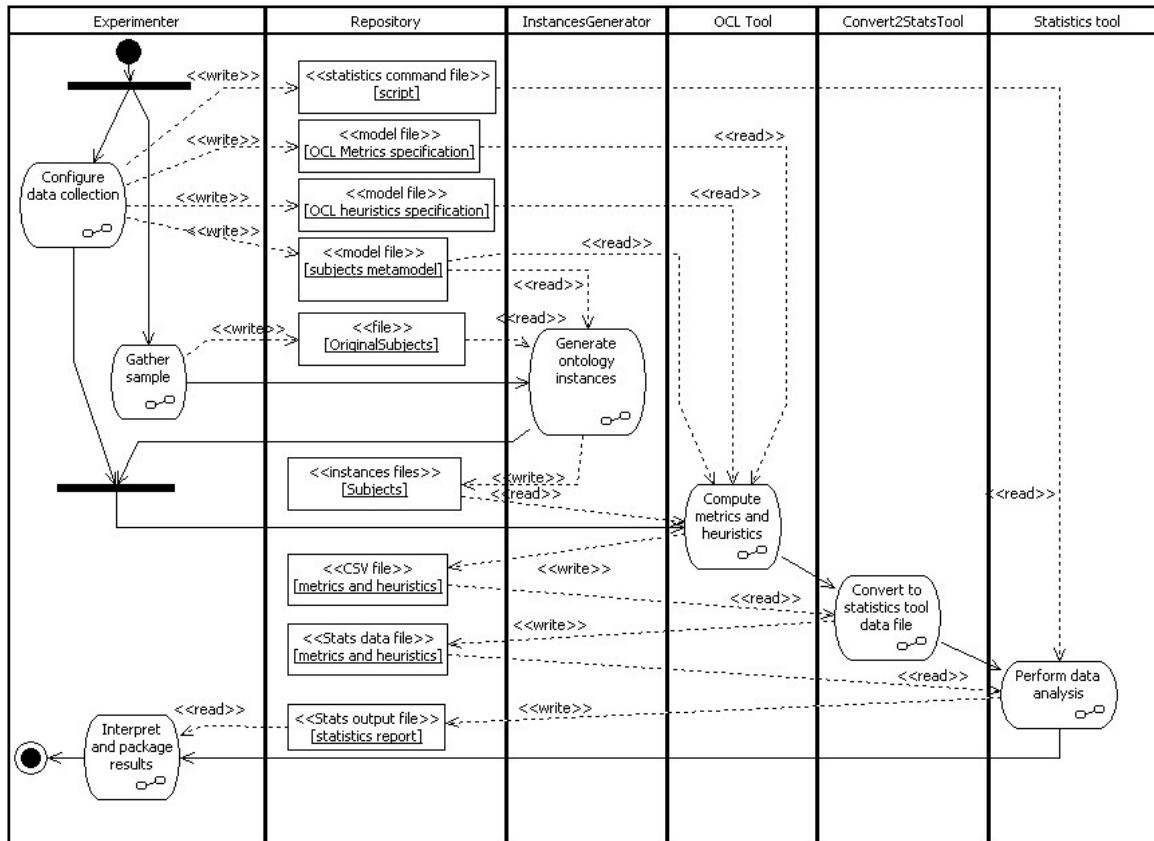 Experimenter
Repository
InstancesGenerator
OCL Tool
Convert2StatsTool
Statistics tool
<<write>>
<<statistics command file>>
[script]
<<write>>
<<model file>>
[OCL Metrics specification]
<<read>>
Configure
data collection
<<write>>
<<model file>>
[OCL heuristics specification]
<<read>>
<<write>>
<<model file>>
[subjects metamodel]
<<read>>
<<read>>
<<write>>
<<file>>
[OriginalSubjects]
<<read>>
Gather
sample
Generate
ontology
instances
<<instances files>>
[Subjects]
<<write>>
<<read>>
Compute
metrics and
heuristics
<<read>>
<<CSV file>>
[metrics and heuristics]
<<write>>
<<read>>
Convert to
statistics tool
data file
<<Stats data file>>
[metrics and heuristics]
<<write>>
<<read>>
Perform data
analysis
<<read>>
<<Stats output file>>
[statistics report]
<<write>>
Interpret
and package
results